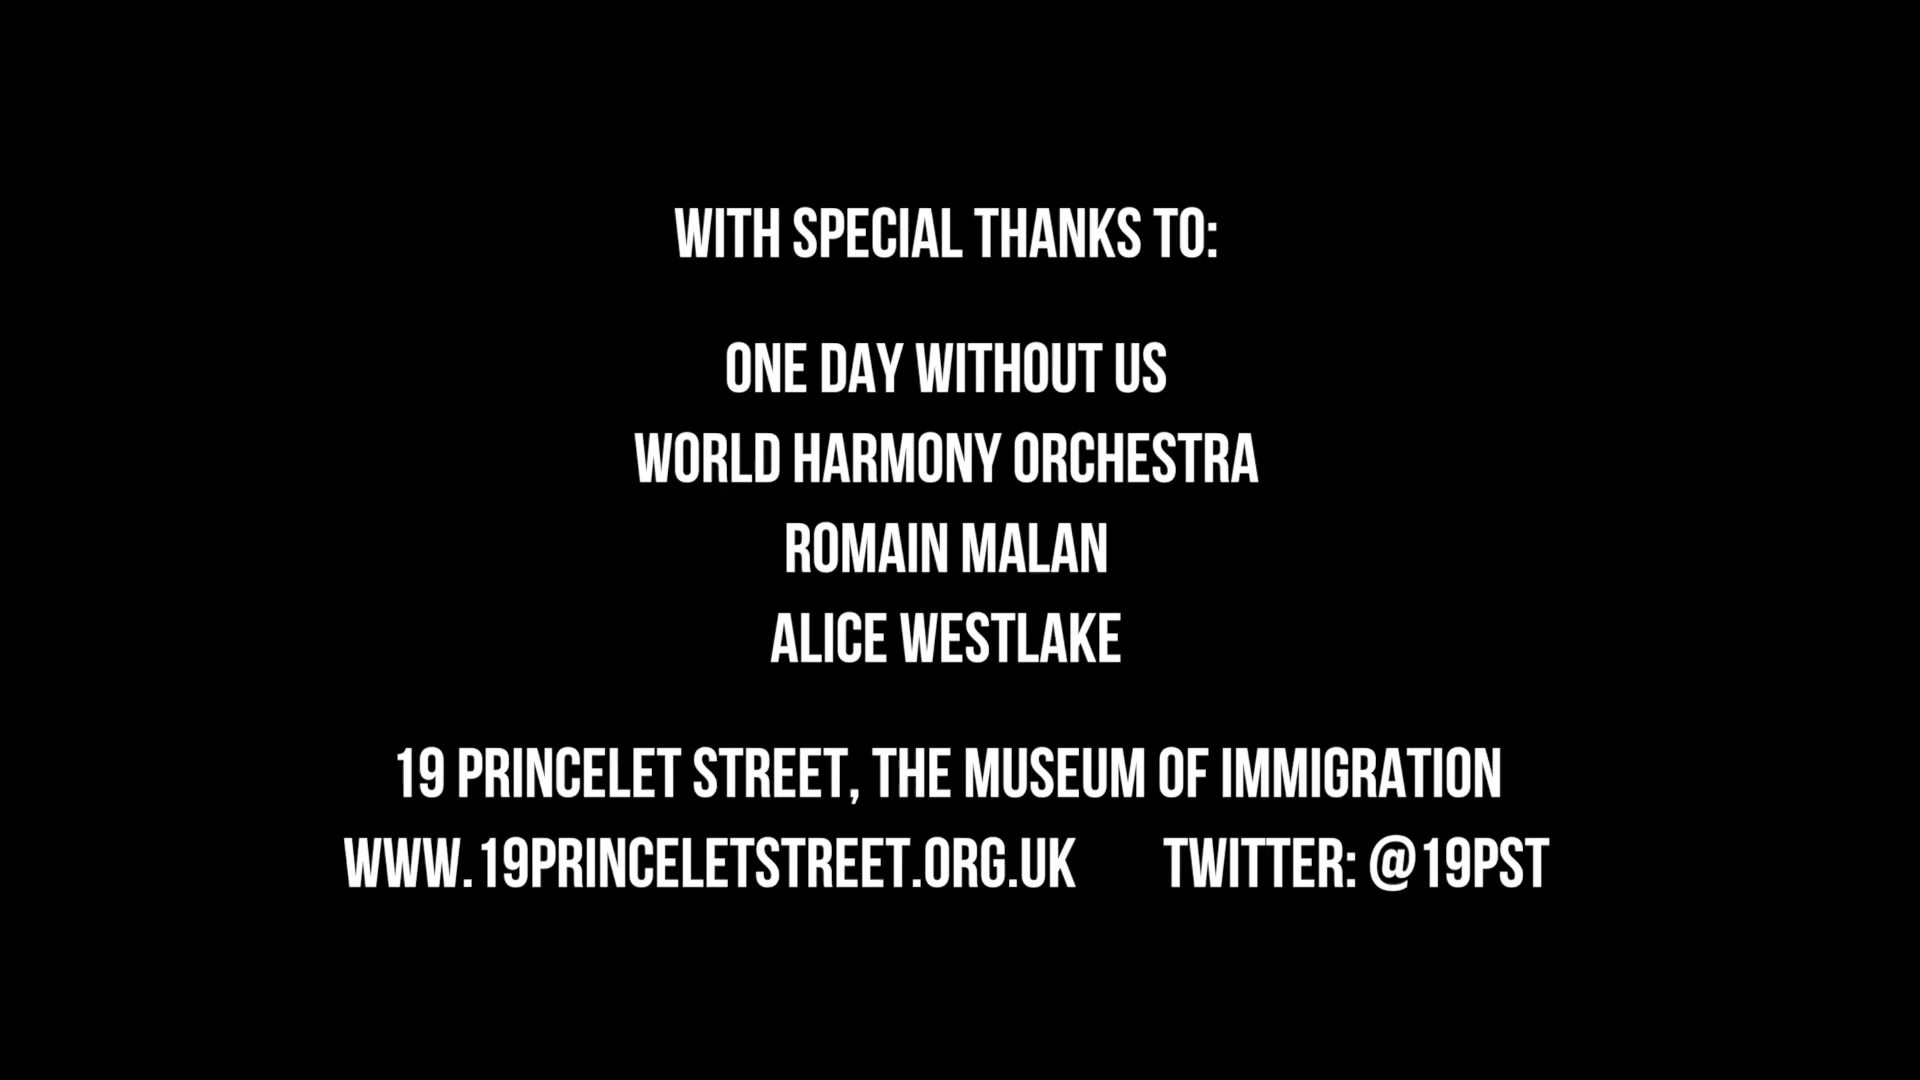 WITH SPECIAL THANKS TO:
ONE DAY WITHOUT US
WORLD HARMONY ORCHESTRA
ROMAIN MALAN
ALICE WESTLAKE
19 PRINCELET STREET, THE MUSEUM OF IMMIGRATION
WWW.19PRINCELETSTREET.ORG.UK TWITTER: @19PST